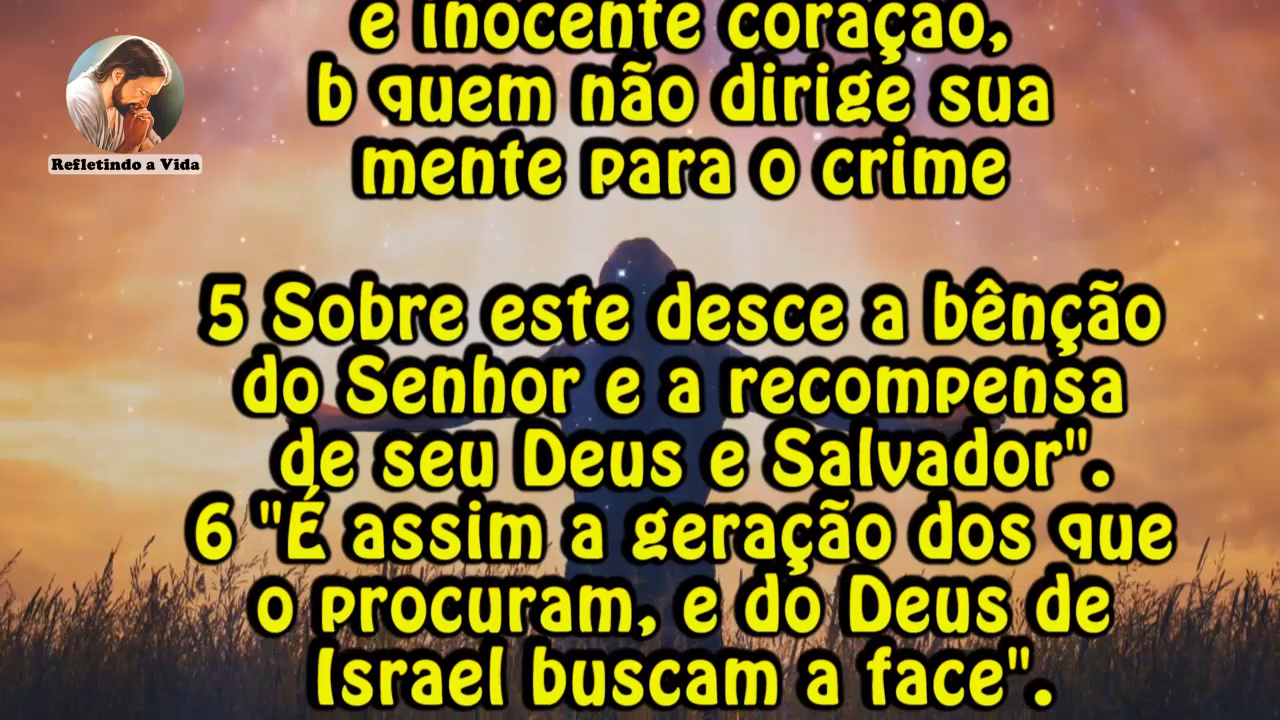 e inocente coração,
b quem não dirige sua
mente para o crime
Refletindo a Vida
5 Sobre este desce a bênção
do Senhor e a recompensa
de seu Deus e Salvador".
6 "É assim a geração dos que
o procuram, e do Deus de
Israel buscam a face".